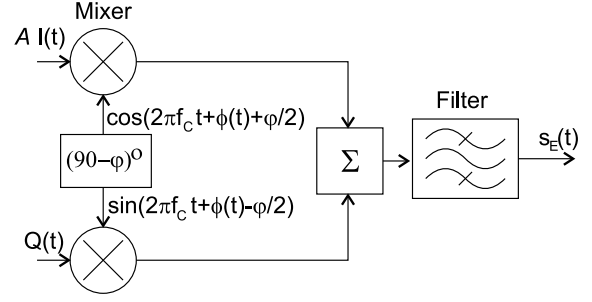 Mixer
A I(t)
cos(2πf_C t+ϕ(t)+φ/2)
(90−φ)^o
sin(2πf_C t+ϕ(t)-φ/2)
Q(t)
Σ
Filter
s_E(t)